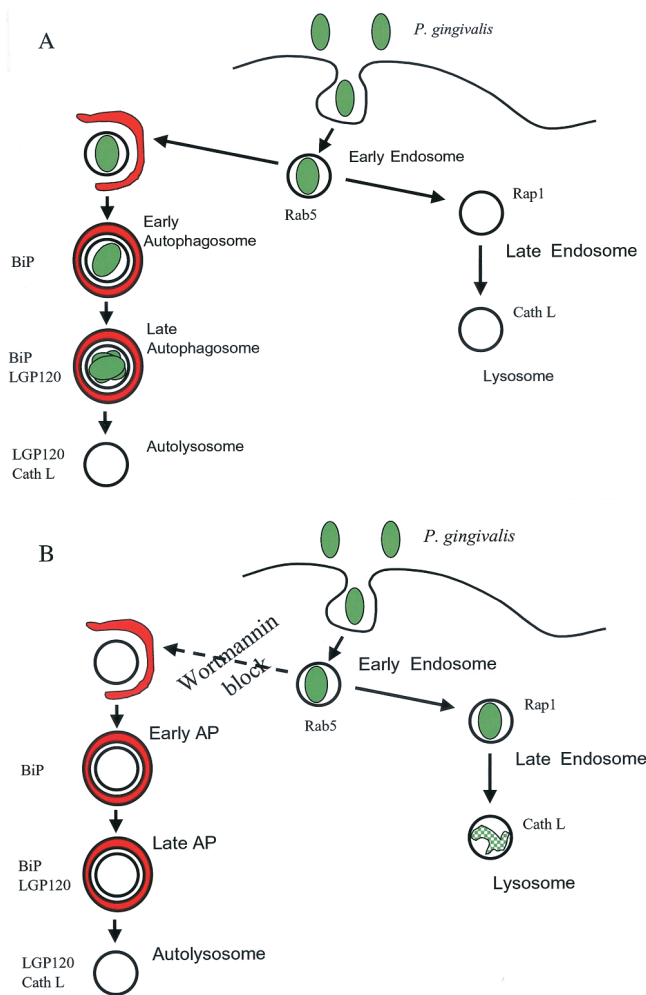 A
P. gingivalis
Early Endosome
Rab5
Rap1
Late Endosome
Cath L
Lysosome
Early
Autophagosome
BiP
Late
Autophagosome
BiP
LGP120
Autolysosome
LGP120
Cath L
B
P. gingivalis
Wortmannin
block
Early Endosome
Rab5
Rap1
Late Endosome
Cath L
Lysosome
Early AP
BiP
Late AP
BiP
LGP120
Autolysosome
LGP120
Cath L